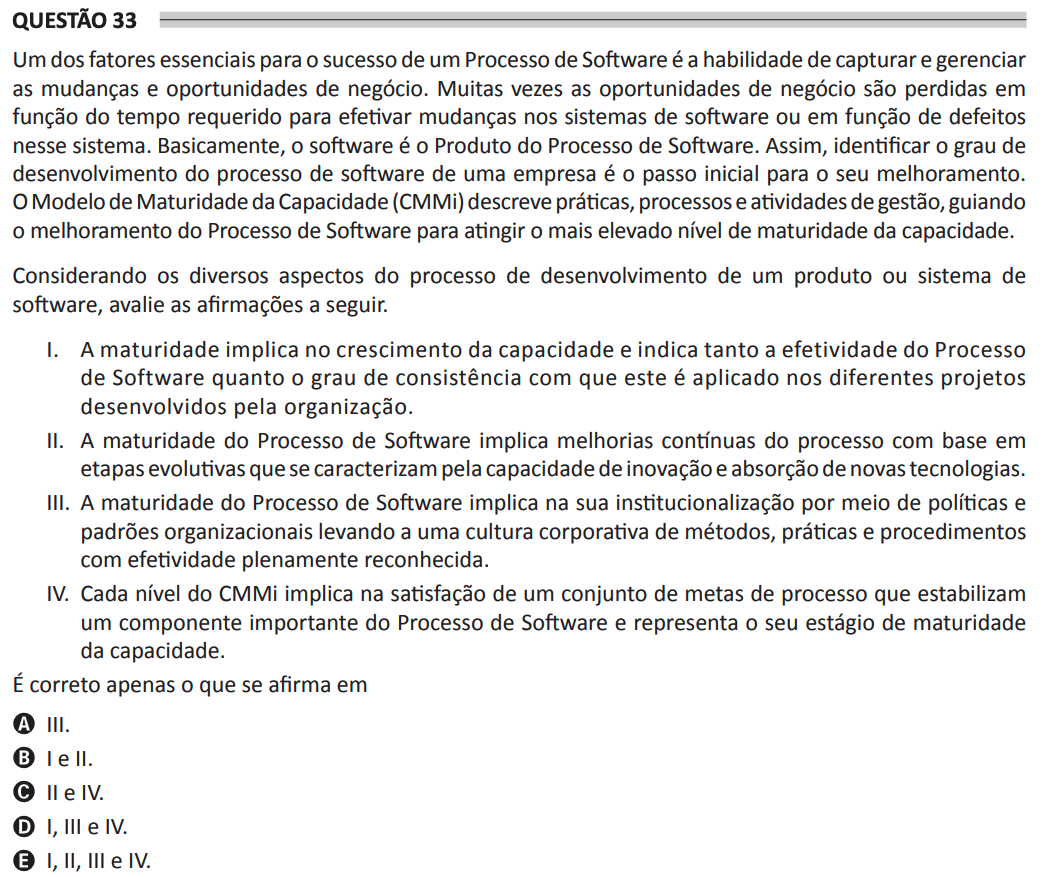 QUESTÃO 33
Um dos fatores essenciais para o sucesso de um Processo de Software é a habilidade de capturar e gerenciar
as mudanças e oportunidades de negócio. Muitas vezes as oportunidades de negócio são perdidas em
função do tempo requerido para efetivar mudanças nos sistemas de software ou em função de defeitos
nesse sistema. Basicamente, o software é o Produto do Processo de Software. Assim, identificar o grau de
desenvolvimento do processo de software de uma empresa é o passo inicial para o seu melhoramento.
O Modelo de Maturidade da Capacidade (CMMi) descreve práticas, processos e atividades de gestão, guiando
o melhoramento do Processo de Software para atingir o mais elevado nível de maturidade da capacidade.
Considerando os diversos aspectos do processo de desenvolvimento de um produto ou sistema de
software, avalie as afirmações a seguir.
I. A maturidade implica no crescimento da capacidade e indica tanto a efetividade do Processo
de Software quanto o grau de consistência com que este é aplicado nos diferentes projetos
desenvolvidos pela organização.
II. A maturidade do Processo de Software implica melhorias contínuas do processo com base em
etapas evolutivas que se caracterizam pela capacidade de inovação e absorção de novas tecnologias.
III. A maturidade do Processo de Software implica na sua institucionalização por meio de políticas e
padrões organizacionais levando a uma cultura corporativa de métodos, práticas e procedimentos
com efetividade plenamente reconhecida.
IV. Cada nível do CMMi implica na satisfação de um conjunto de metas de processo que estabilizam
um componente importante do Processo de Software e representa o seu estágio de maturidade
da capacidade.
É correto apenas o que se afirma em
A III.
B I e II.
C II e IV.
D I, III e IV.
E I, II, III e IV.